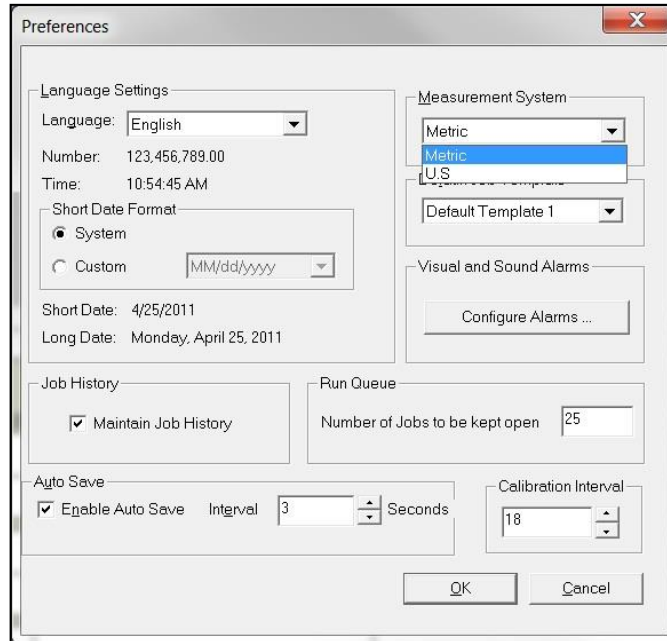 Preferences
Language Settings
Language: English
Number: 123,456,789.00
Time: 10:54:45 AM
Short Date Format
System
Custom MM/dd/yyyy
Short Date: 4/25/2011
Long Date: Monday, April 25, 2011
Measurement System
Metric
Metric
U.S
Default Template 1
Visual and Sound Alarms
Configure Alarms ...
Job History
Maintain Job History
Run Queue
Number of Jobs to be kept open 25
Auto Save
Enable Auto Save Interval 3 Seconds
Calibration Interval
18
OK Cancel